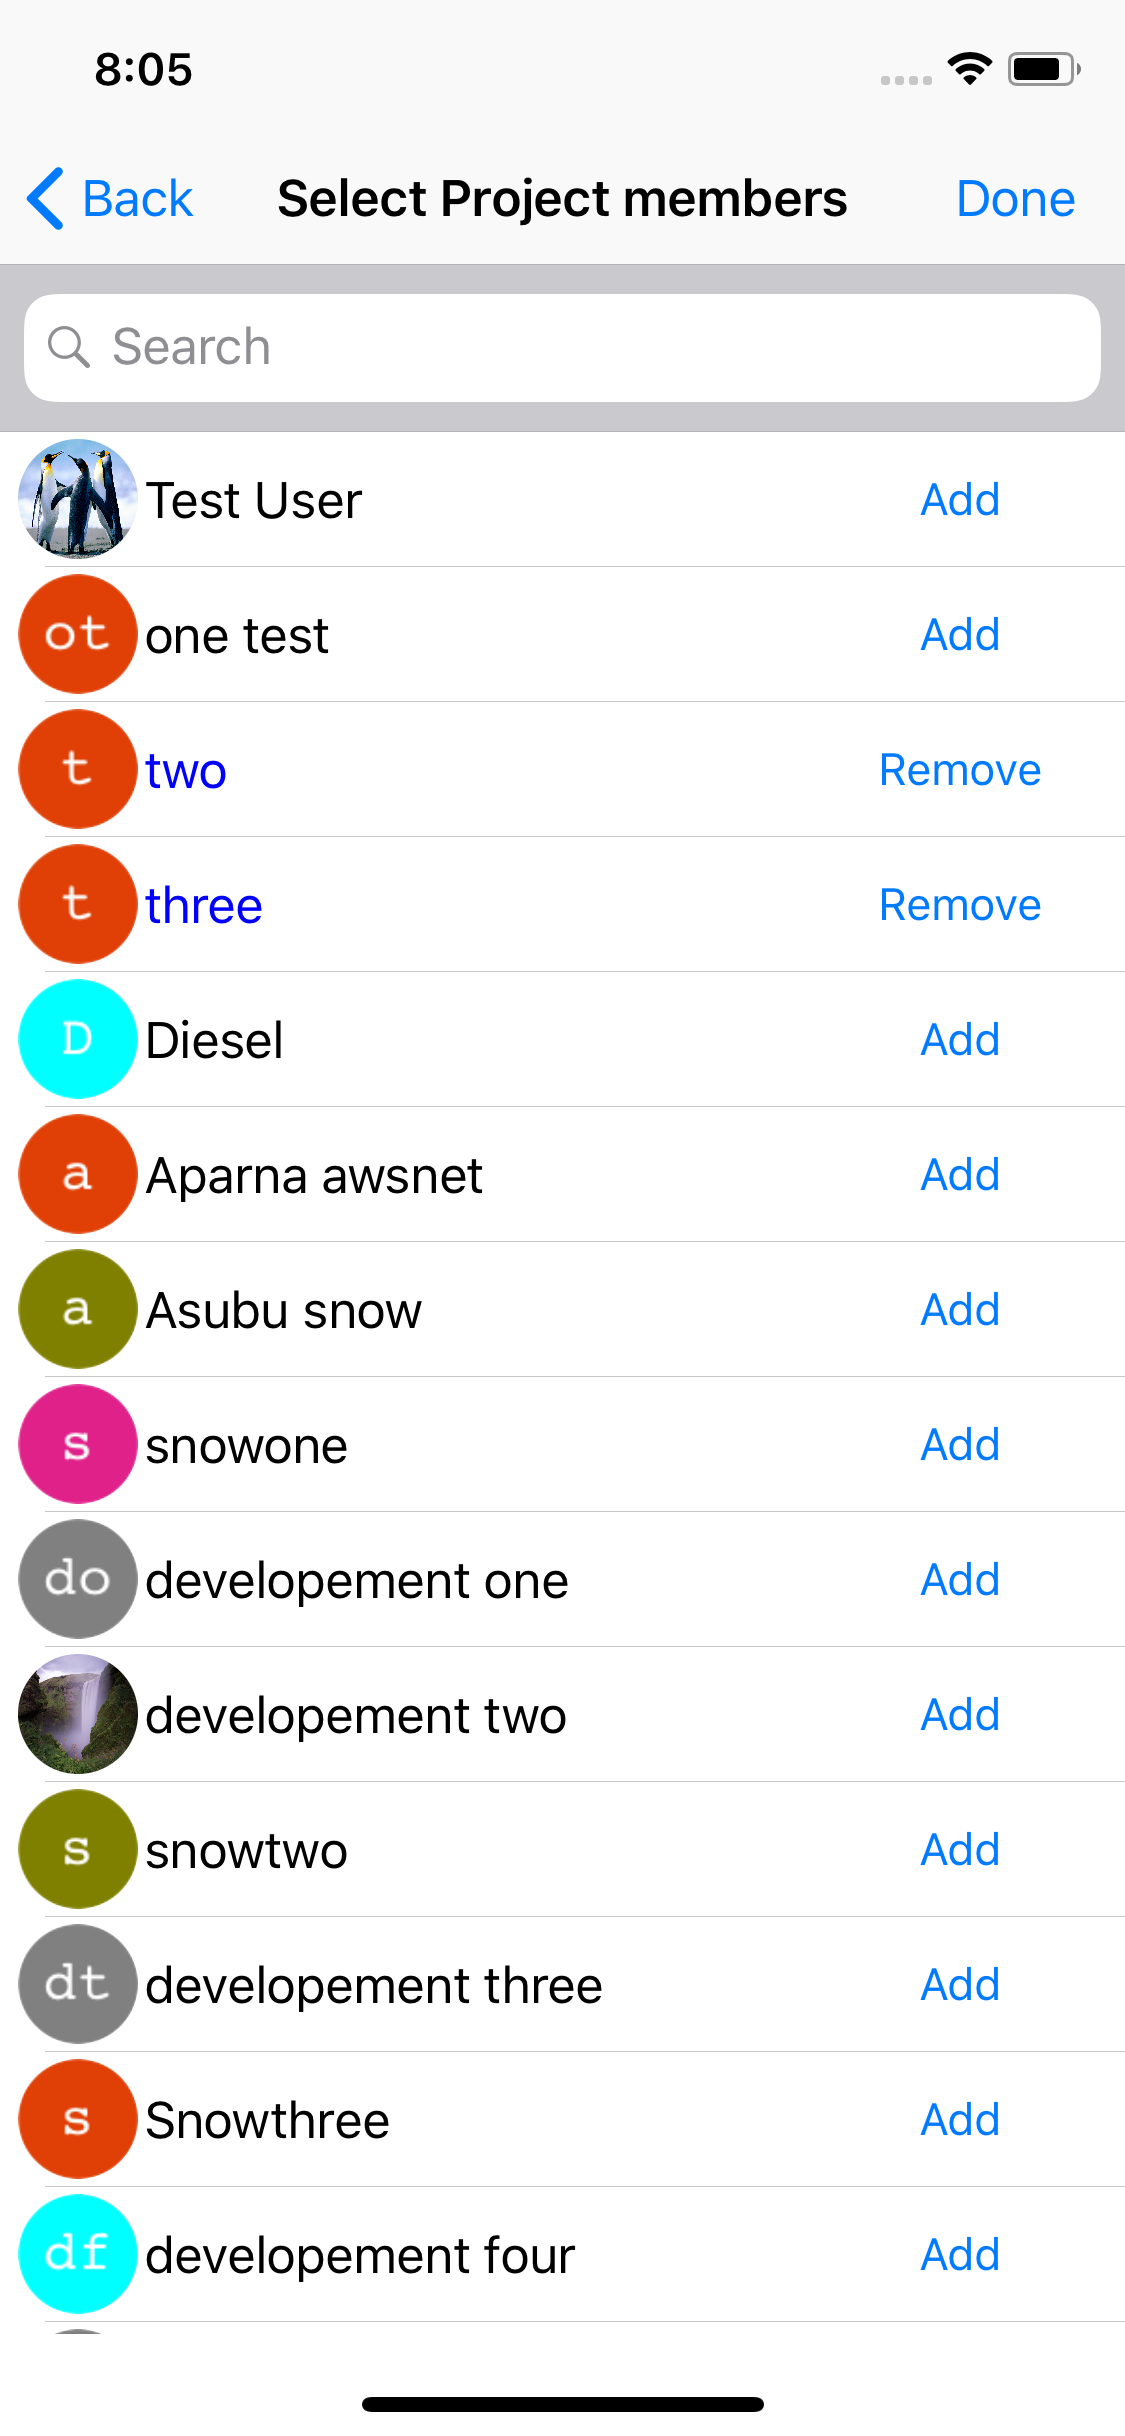 8:05
Back Select Project members Done
Search
Test User Add
ot one test Add
t two Remove
t three Remove
D Diesel Add
a Aparna awsnet Add
a Asubu snow Add
s snowone Add
do developement one Add
developement two Add
s snowtwo Add
dt developement three Add
s Snowthree Add
df developement four Add